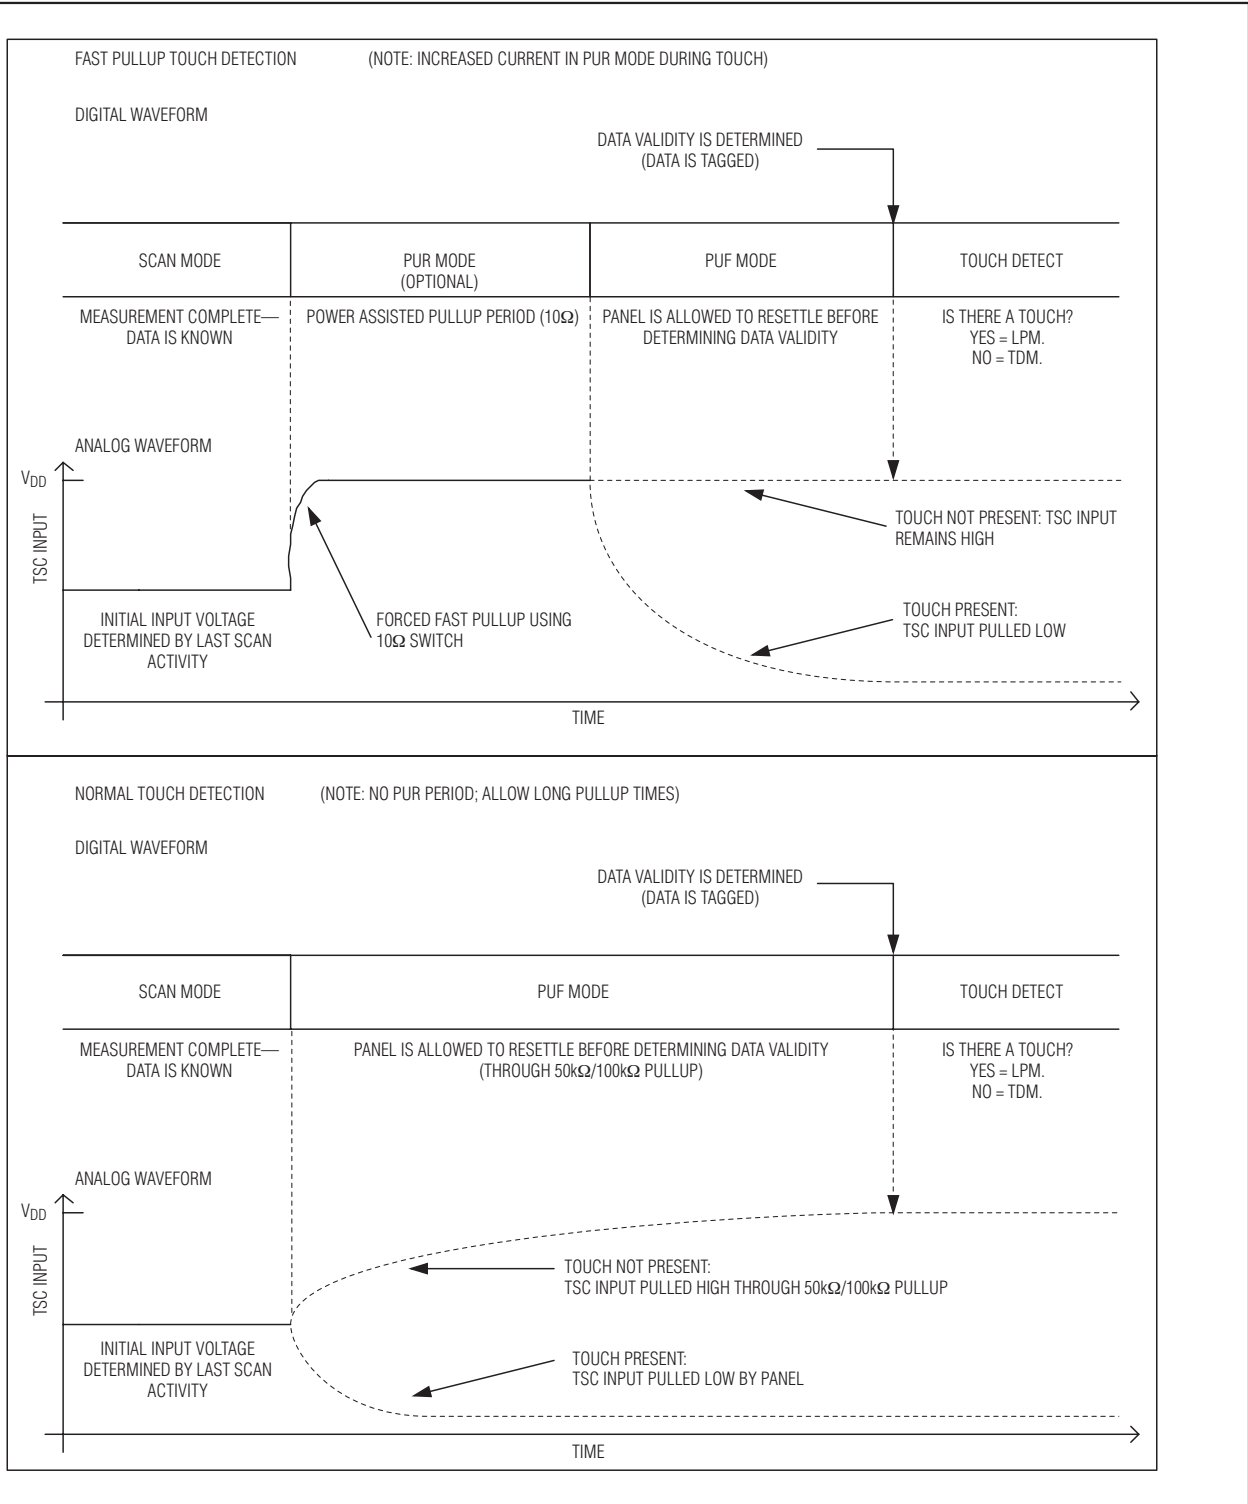 FAST PULLUP TOUCH DETECTION (NOTE: INCREASED CURRENT IN PUR MODE DURING TOUCH)
DIGITAL WAVEFORM
DATA VALIDITY IS DETERMINED
(DATA IS TAGGED)
SCAN MODE
PUR MODE
(OPTIONAL)
PUF MODE
TOUCH DETECT
MEASUREMENT COMPLETE—
DATA IS KNOWN
POWER ASSISTED PULLUP PERIOD (10Ω)
PANEL IS ALLOWED TO RESETTLE BEFORE
DETERMINING DATA VALIDITY
IS THERE A TOUCH?
YES = LPM.
NO = TDM.
ANALOG WAVEFORM
VDD
TSC INPUT
TOUCH NOT PRESENT: TSC INPUT
REMAINS HIGH
INITIAL INPUT VOLTAGE
DETERMINED BY LAST SCAN
ACTIVITY
FORCED FAST PULLUP USING
10Ω SWITCH
TOUCH PRESENT:
TSC INPUT PULLED LOW
TIME
NORMAL TOUCH DETECTION (NOTE: NO PUR PERIOD; ALLOW LONG PULLUP TIMES)
DIGITAL WAVEFORM
DATA VALIDITY IS DETERMINED
(DATA IS TAGGED)
SCAN MODE
PUF MODE
TOUCH DETECT
MEASUREMENT COMPLETE—
DATA IS KNOWN
PANEL IS ALLOWED TO RESETTLE BEFORE DETERMINING DATA VALIDITY
(THROUGH 50kΩ/100kΩ PULLUP)
IS THERE A TOUCH?
YES = LPM.
NO = TDM.
ANALOG WAVEFORM
VDD
TSC INPUT
TOUCH NOT PRESENT:
TSC INPUT PULLED HIGH THROUGH 50kΩ/100kΩ PULLUP
INITIAL INPUT VOLTAGE
DETERMINED BY LAST SCAN
ACTIVITY
TOUCH PRESENT:
TSC INPUT PULLED LOW BY PANEL
TIME